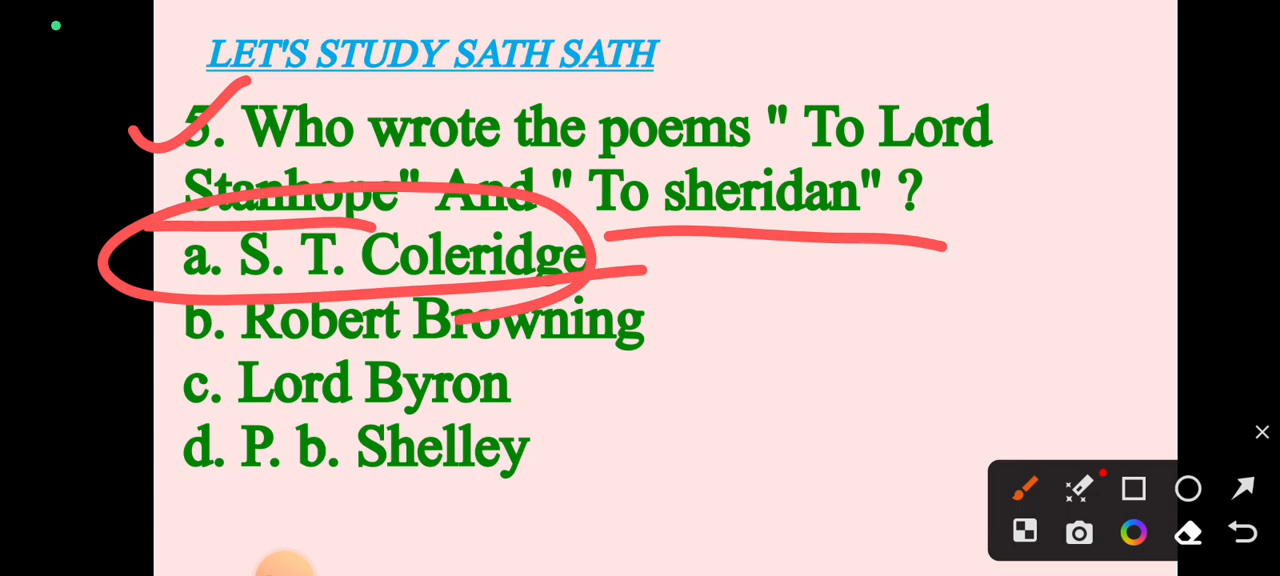 LET'S STUDY SATH SATH
5. Who wrote the poems " To Lord
Stanhope" And " To sheridan" ?
a. S. T. Coleridge
b. Robert Browning
c. Lord Byron
d. P. b. Shelley